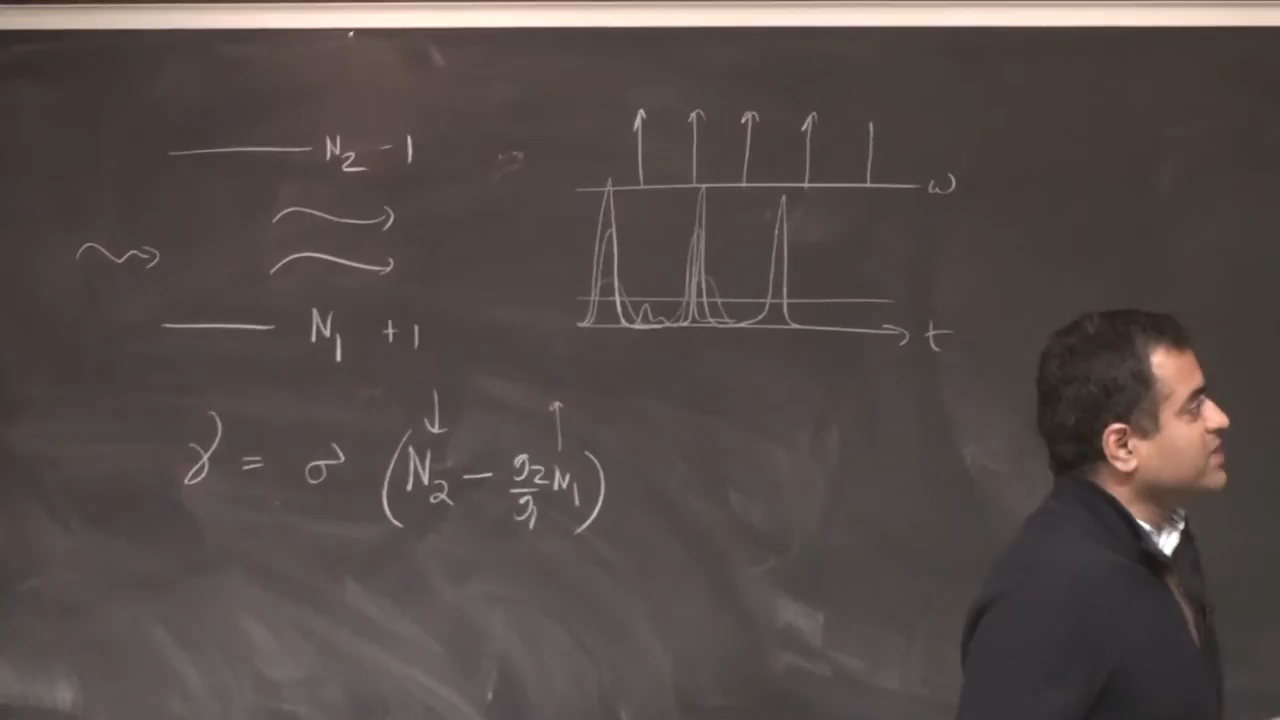 N₂ - 1
ω
N₁ + 1
t
γ = σ (N₂ - g₂/g₁ N₁)